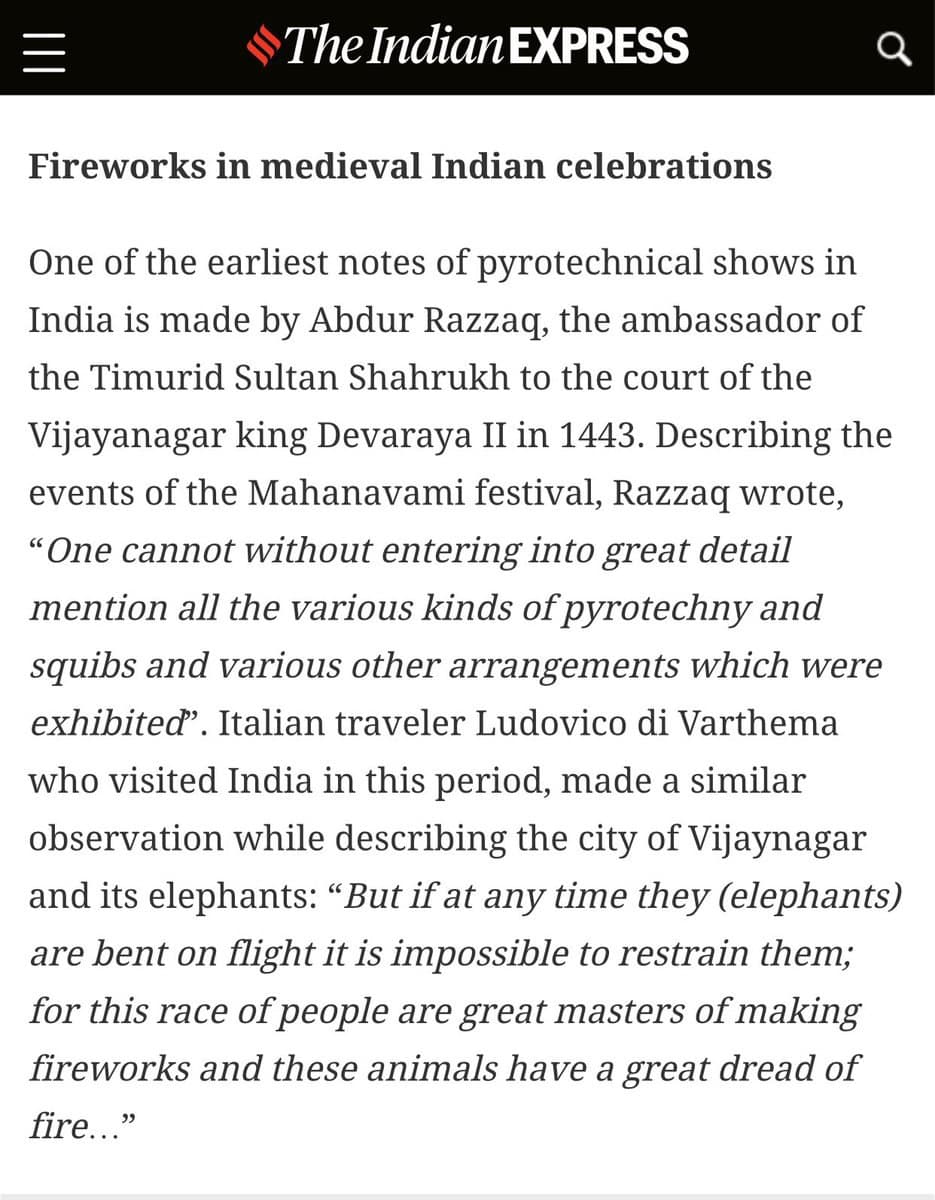 The Indian EXPRESS
Fireworks in medieval Indian celebrations
One of the earliest notes of pyrotechnical shows in
India is made by Abdur Razzaq, the ambassador of
the Timurid Sultan Shahrukh to the court of the
Vijayanagar king Devaraya II in 1443. Describing the
events of the Mahanavami festival, Razzaq wrote,
“One cannot without entering into great detail
mention all the various kinds of pyrotechny and
squibs and various other arrangements which were
exhibited”. Italian traveler Ludovico di Varthema
who visited India in this period, made a similar
observation while describing the city of Vijaynagar
and its elephants: “But if at any time they (elephants)
are bent on flight it is impossible to restrain them;
for this race of people are great masters of making
fireworks and these animals have a great dread of
fire…”